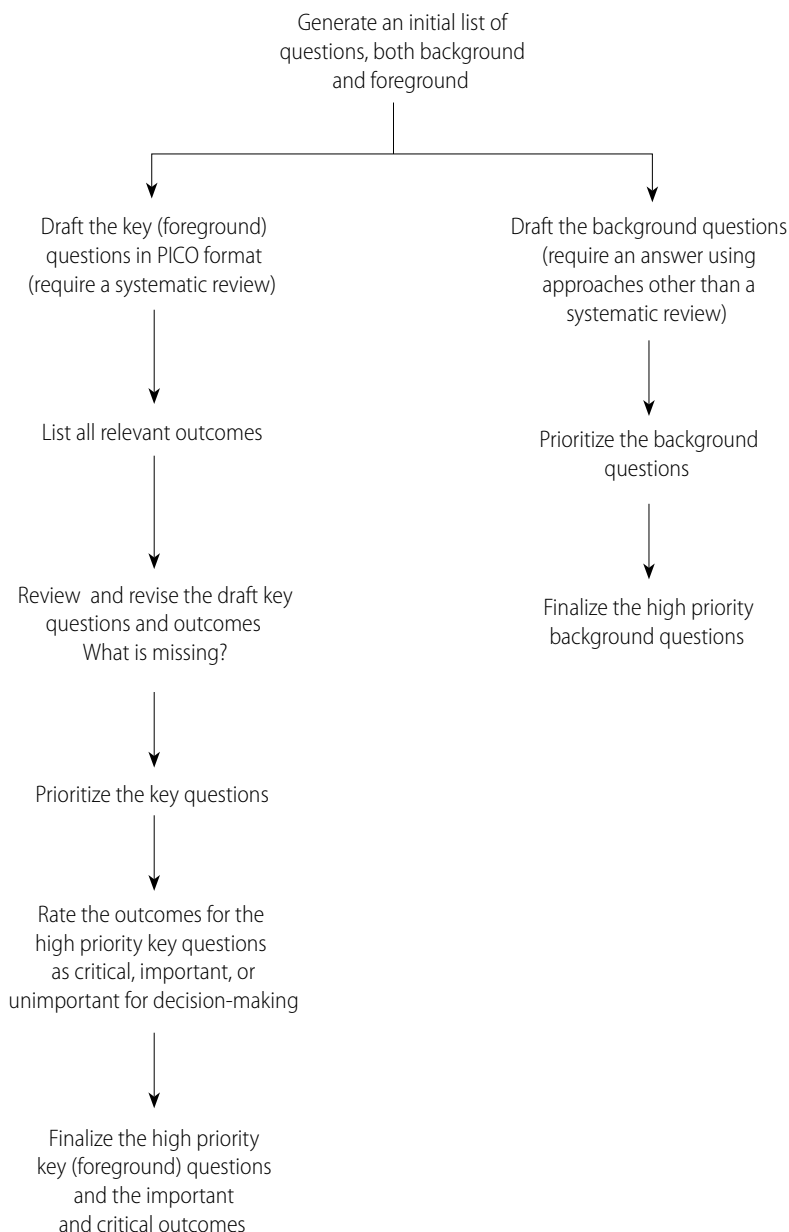 Generate an initial list of
questions, both background
and foreground
Draft the key (foreground)
questions in PICO format
(require a systematic review)
List all relevant outcomes
Review and revise the draft key
questions and outcomes
What is missing?
Prioritize the key questions
Rate the outcomes for the
high priority key questions
as critical, important, or
unimportant for decision-making
Finalize the high priority
key (foreground) questions
and the important
and critical outcomes
Draft the background questions
(require an answer using
approaches other than a
systematic review)
Prioritize the background
questions
Finalize the high priority
background questions